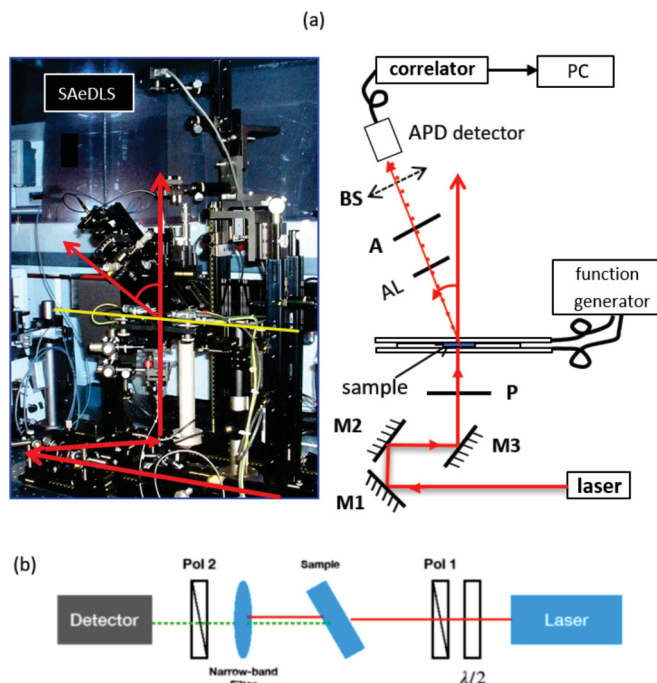 (a)
SAeDLS
correlator
PC
APD detector
BS
A
AL
function
generator
sample
P
M2
M3
M1
laser
(b)
Pol 2
Sample
Pol 1
Detector
Laser
Narrow-band
Filter
λ/2